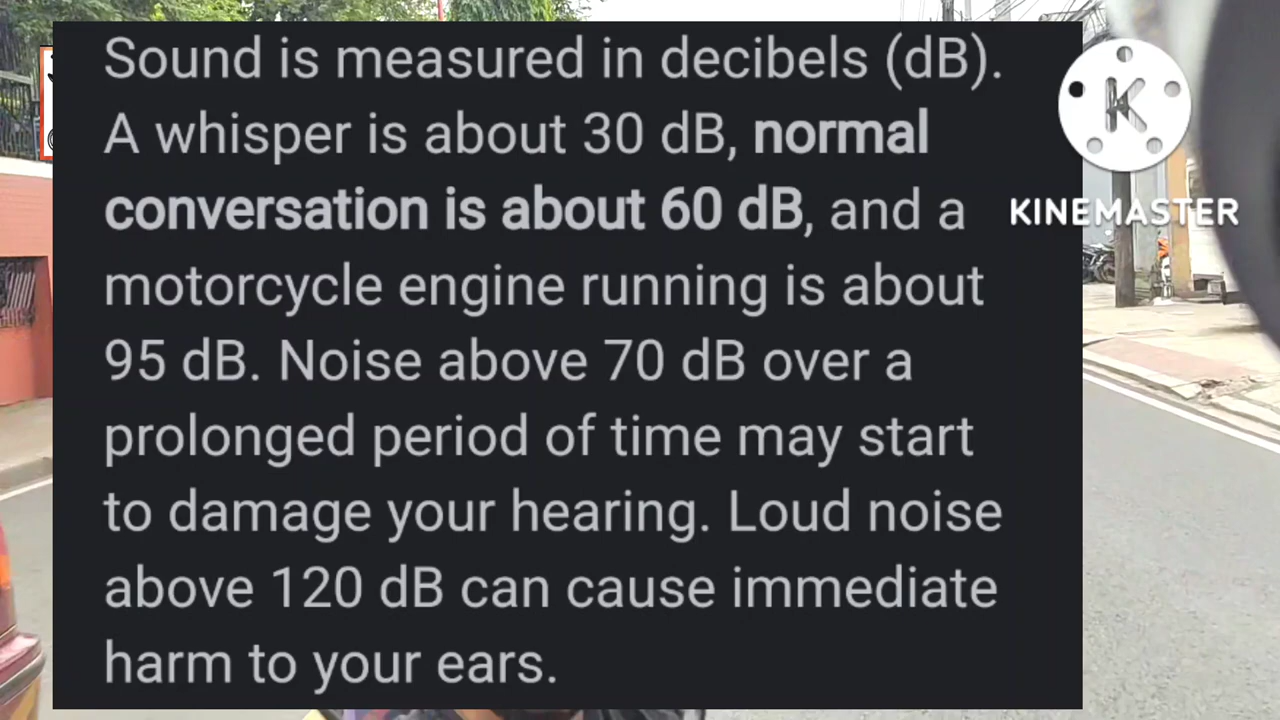 Sound is measured in decibels (dB).
A whisper is about 30 dB, normal
conversation is about 60 dB, and a
motorcycle engine running is about
95 dB. Noise above 70 dB over a
prolonged period of time may start
to damage your hearing. Loud noise
above 120 dB can cause immediate
harm to your ears.
K
KINEMASTER